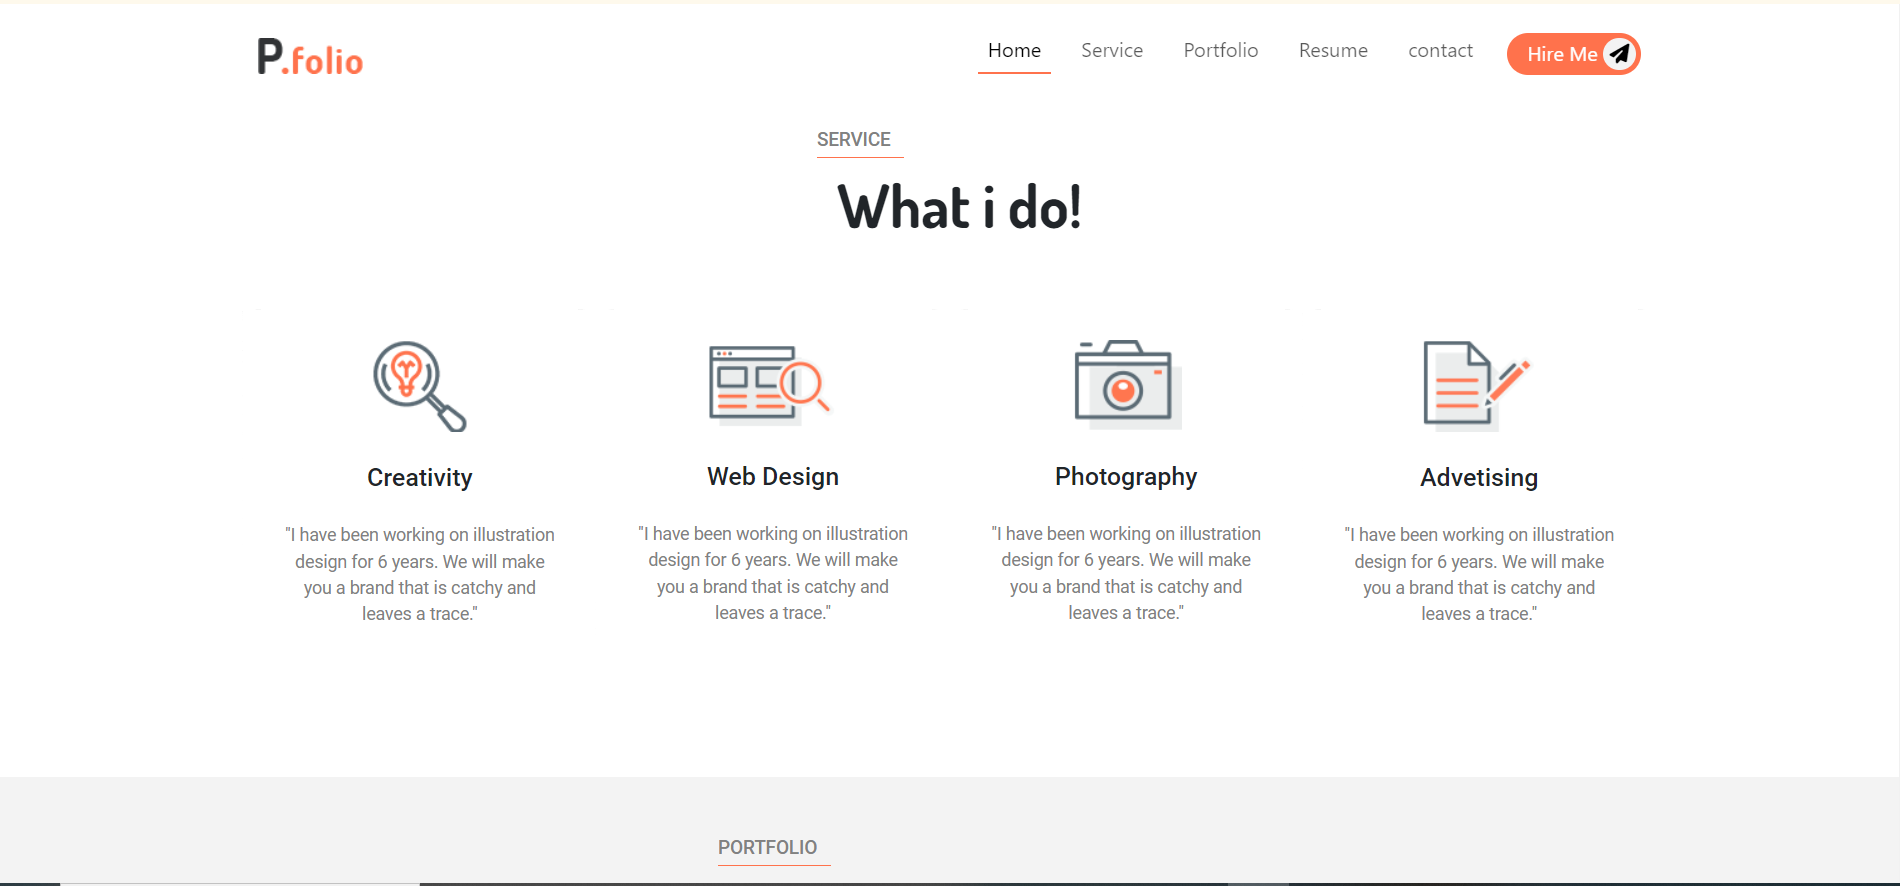 P.folio
Home Service Portfolio Resume contact Hire Me
SERVICE
What i do!
Creativity
"I have been working on illustration
design for 6 years. We will make
you a brand that is catchy and
leaves a trace."
Web Design
"I have been working on illustration
design for 6 years. We will make
you a brand that is catchy and
leaves a trace."
Photography
"I have been working on illustration
design for 6 years. We will make
you a brand that is catchy and
leaves a trace."
Advetising
"I have been working on illustration
design for 6 years. We will make
you a brand that is catchy and
leaves a trace."
PORTFOLIO